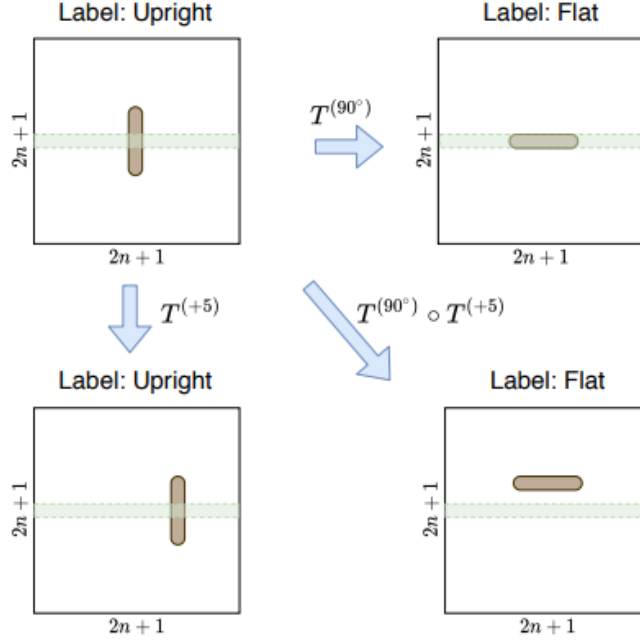 Label: Upright
Label: Flat
2n + 1
T^{(90°)}
2n + 1
2n + 1
2n + 1
T^{(+5)}
T^{(90°)} ∘ T^{(+5)}
Label: Upright
Label: Flat
2n + 1
2n + 1
2n + 1
2n + 1